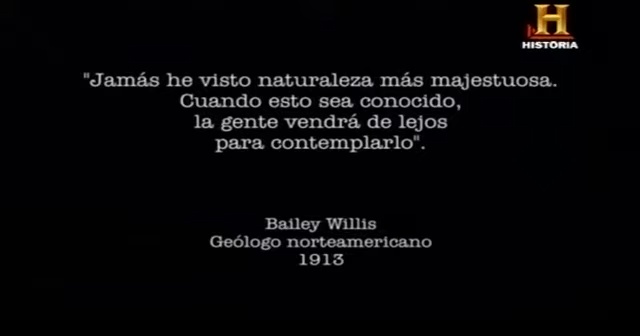 H
HISTORIA
"Jamás he visto naturaleza más majestuosa.
Cuando esto sea conocido,
la gente vendrá de lejos
para contemplarlo".
Bailey Willis
Geólogo norteamericano
1913